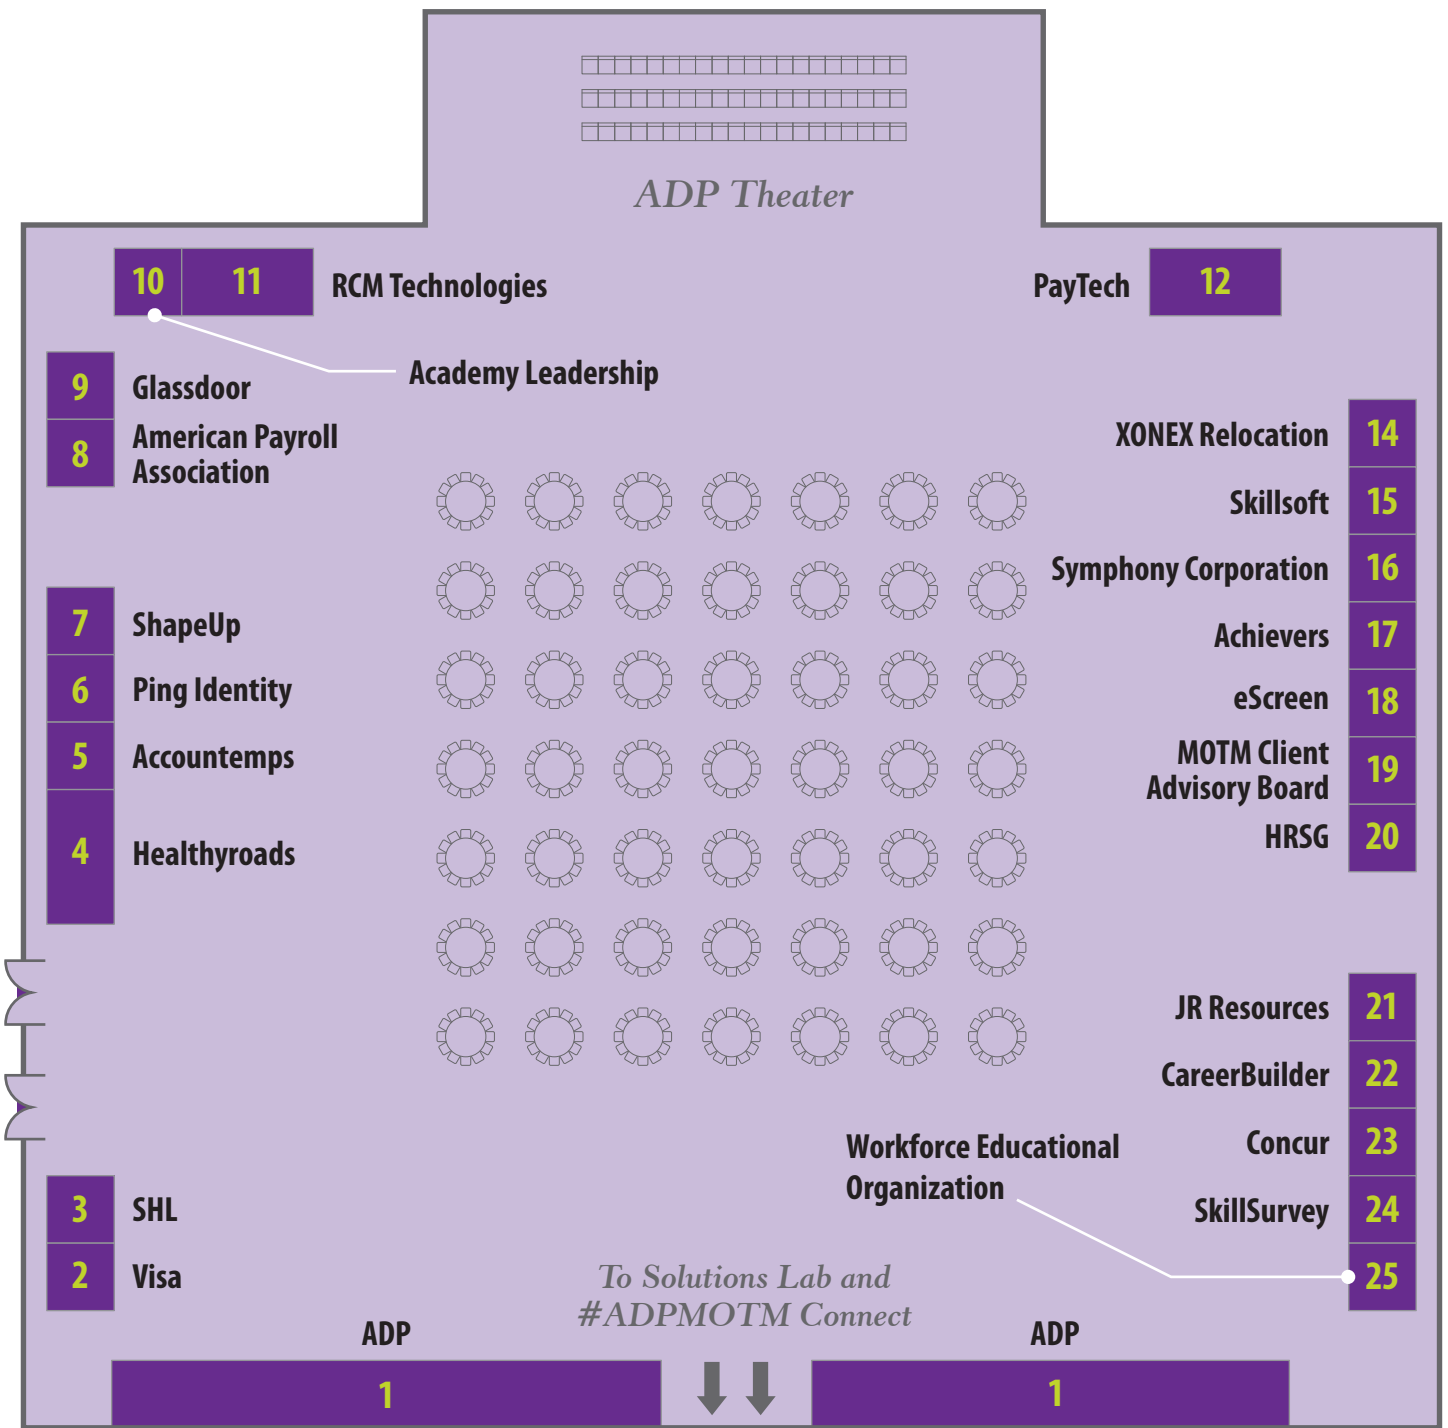 ADP Theater
10
11
RCM Technologies
PayTech
12
Academy Leadership
9
Glassdoor
8
American Payroll
Association
XONEX Relocation
14
Skillsoft
15
Symphony Corporation
16
Achievers
17
eScreen
18
MOTM Client
Advisory Board
19
HRSG
20
7
ShapeUp
6
Ping Identity
5
Accountemps
4
Healthyroads
JR Resources
21
CareerBuilder
22
Concur
23
SkillSurvey
24
Workforce Educational
Organization
25
3
SHL
2
Visa
To Solutions Lab and
#ADPMOTM Connect
ADP
1
ADP
1